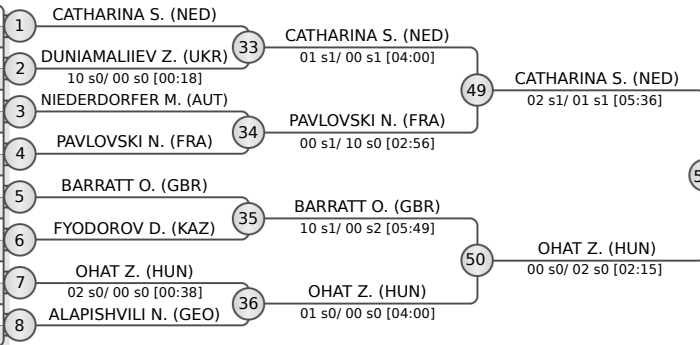 1
CATHARINA S. (NED)
2
DUNIAMALIIEV Z. (UKR)
10 s0/ 00 s0 [00:18]
3
NIEDERDORFER M. (AUT)
4
PAVLOVSKI N. (FRA)
5
BARRATT O. (GBR)
6
FYODOROV D. (KAZ)
7
OHAT Z. (HUN)
02 s0/ 00 s0 [00:38]
8
ALAPISHVILI N. (GEO)
33
CATHARINA S. (NED)
01 s1/ 00 s1 [04:00]
34
PAVLOVSKI N. (FRA)
00 s1/ 10 s0 [02:56]
35
BARRATT O. (GBR)
10 s1/ 00 s2 [05:49]
36
OHAT Z. (HUN)
01 s0/ 00 s0 [04:00]
49
CATHARINA S. (NED)
02 s1/ 01 s1 [05:36]
50
OHAT Z. (HUN)
00 s0/ 02 s0 [02:15]